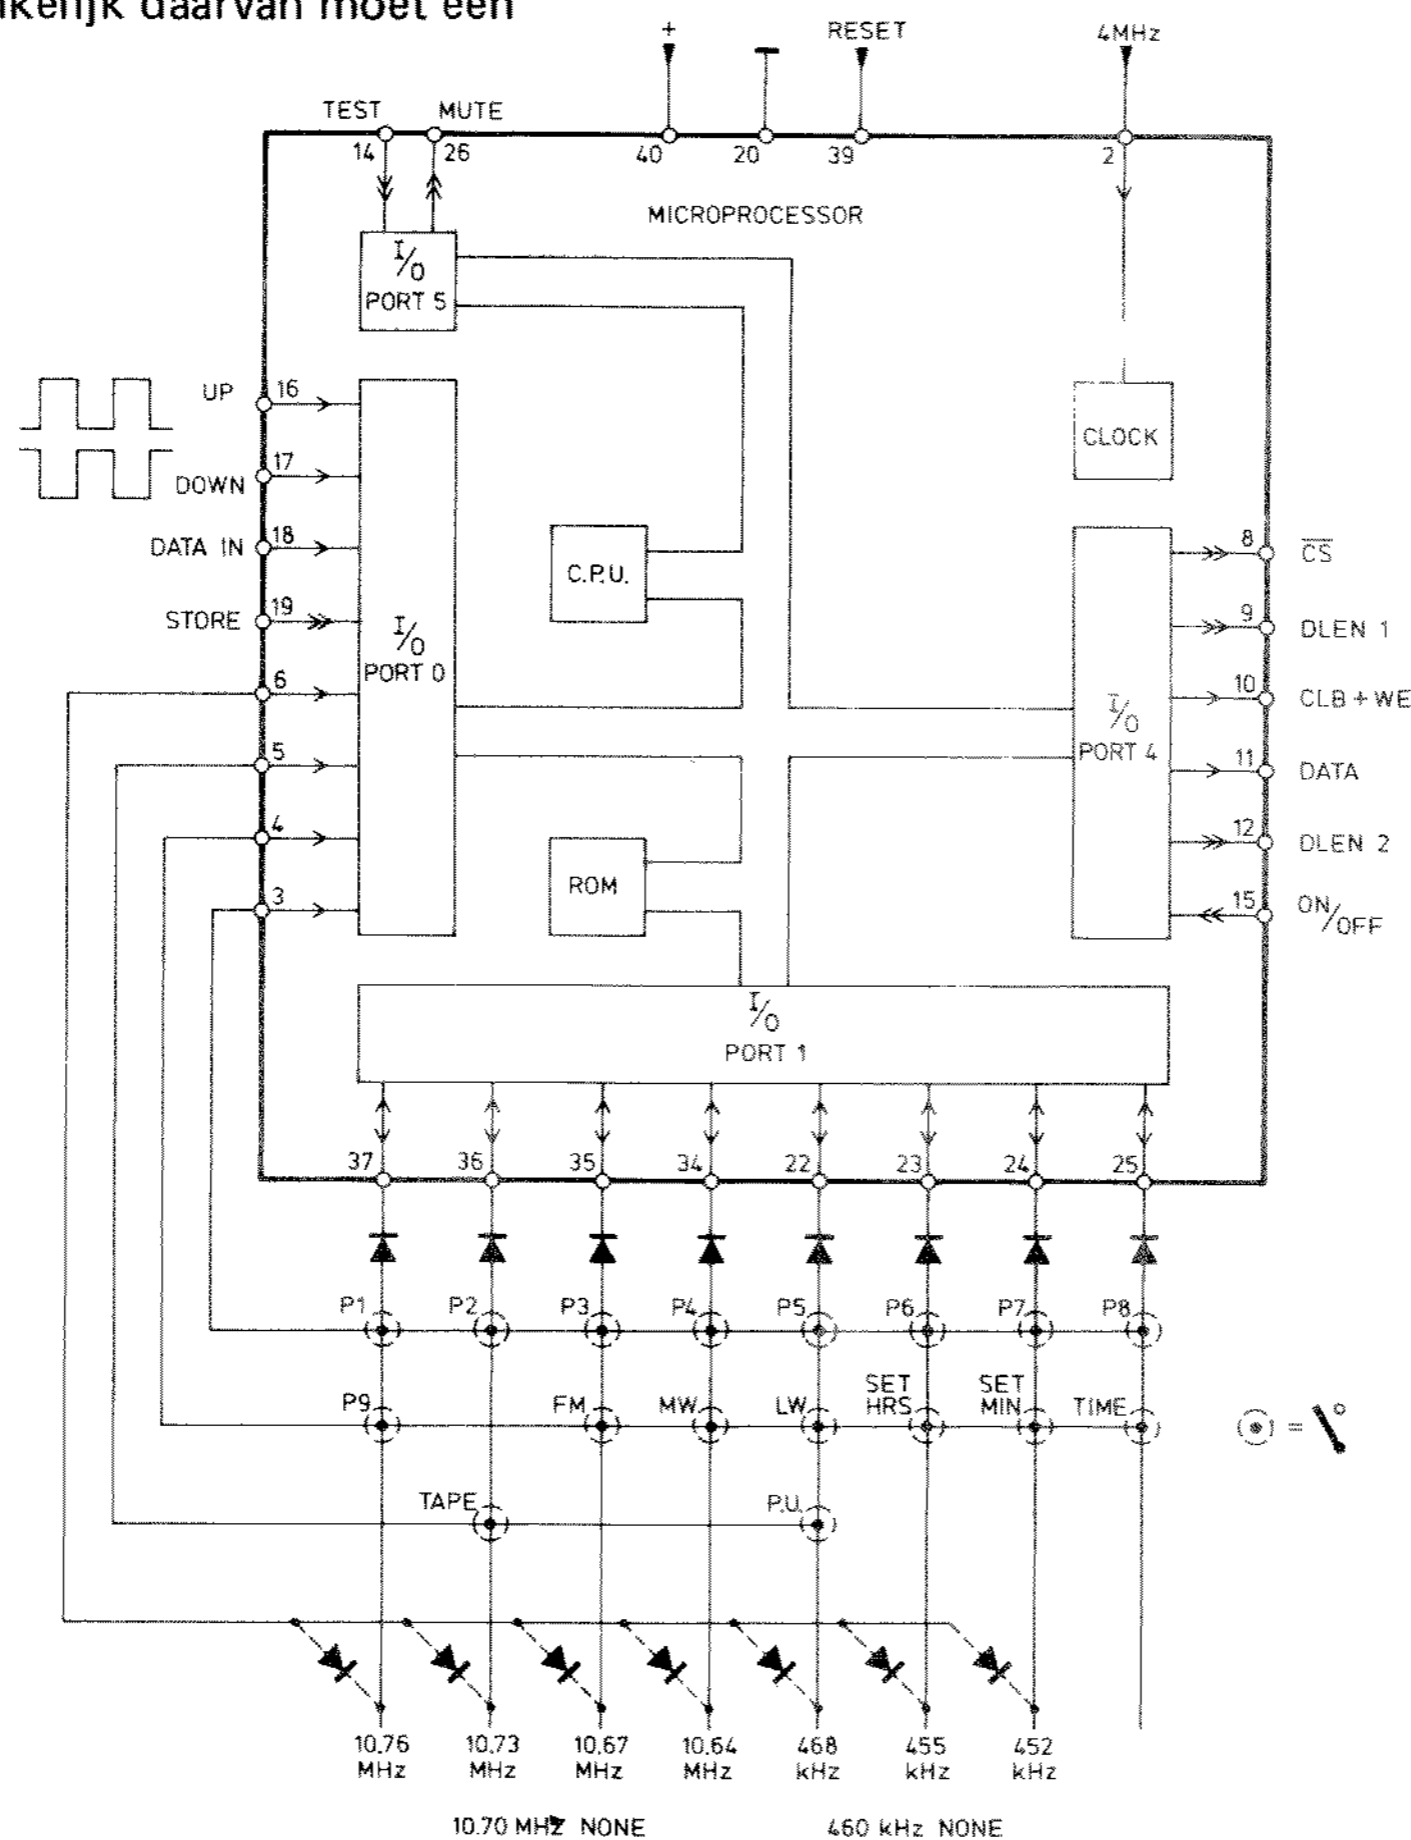 nkelijk daarvan moet een
+
RESET
4MHz
TEST
MUTE
14
26
40
20
39
2
MICROPROCESSOR
I/O
PORT 5
UP
16
CLOCK
17
DOWN
18
DATA IN
C.P.U.
8
CS
STORE
19
I/O
PORT 0
9
DLEN 1
6
10
CLB + WE
I/O
PORT 4
5
11
DATA
4
12
DLEN 2
ROM
3
15
ON/OFF
I/O
PORT 1
37
36
35
34
22
23
24
25
P1
P2
P3
P4
P5
P6
P7
P8
P9
FM
MW
LW
SET
HRS
SET
MIN
TIME
=
TAPE
P.U.
10.76
MHz
10.73
MHz
10.67
MHz
10.64
MHz
468
kHz
455
kHz
452
kHz
10.70 MHz NONE
460 kHz NONE